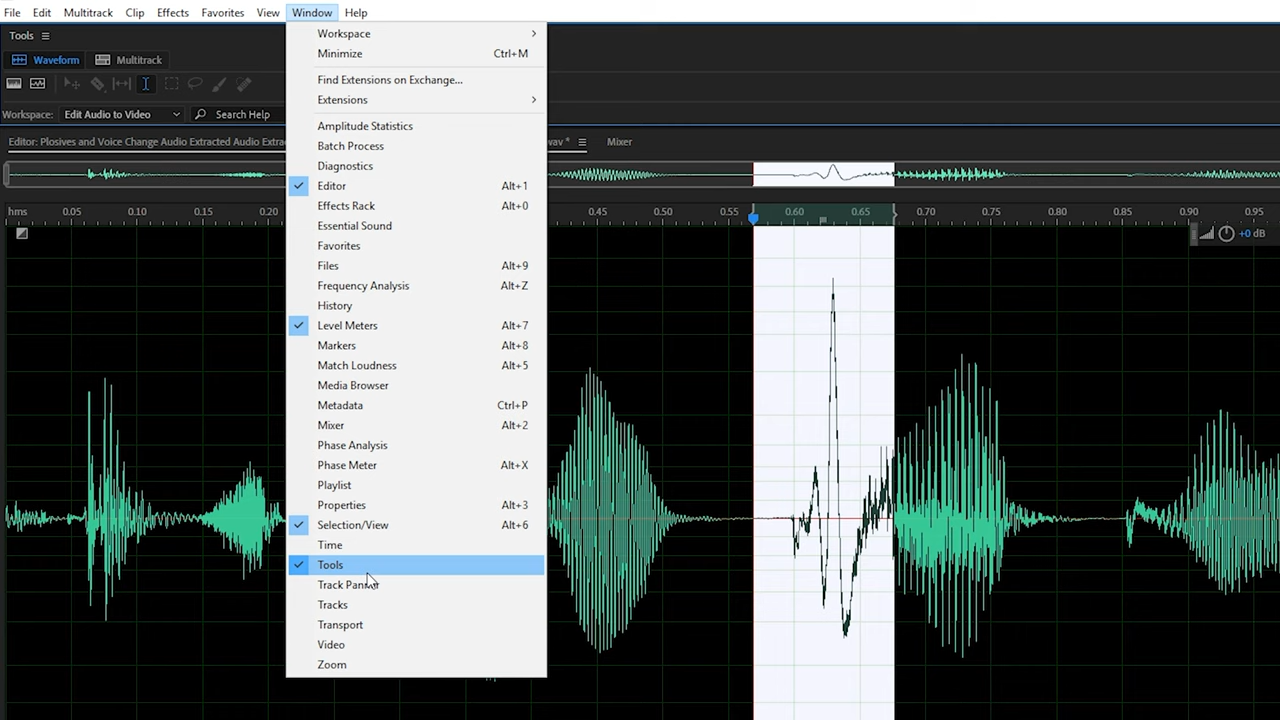 File Edit Multitrack Clip Effects Favorites View Window Help
Tools
Waveform Multitrack
Workspace: Edit Audio to Video Search Help
Editor: Plosives and Voice Change Audio Extracted Audio wav * Mixer
hms 0.05 0.10 0.15 0.20 0.45 0.50 0.55 0.60 0.65 0.70 0.75 0.80 0.85 0.90 0.95
+0 dB
Workspace
Minimize Ctrl+M
Find Extensions on Exchange...
Extensions
Amplitude Statistics
Batch Process
Diagnostics
Editor Alt+1
Effects Rack Alt+0
Essential Sound
Favorites
Files Alt+9
Frequency Analysis Alt+Z
History
Level Meters Alt+7
Markers Alt+8
Match Loudness Alt+5
Media Browser
Metadata Ctrl+P
Mixer Alt+2
Phase Analysis
Phase Meter Alt+X
Playlist
Properties Alt+3
Selection/View Alt+6
Time
Tools
Track Panner
Tracks
Transport
Video
Zoom